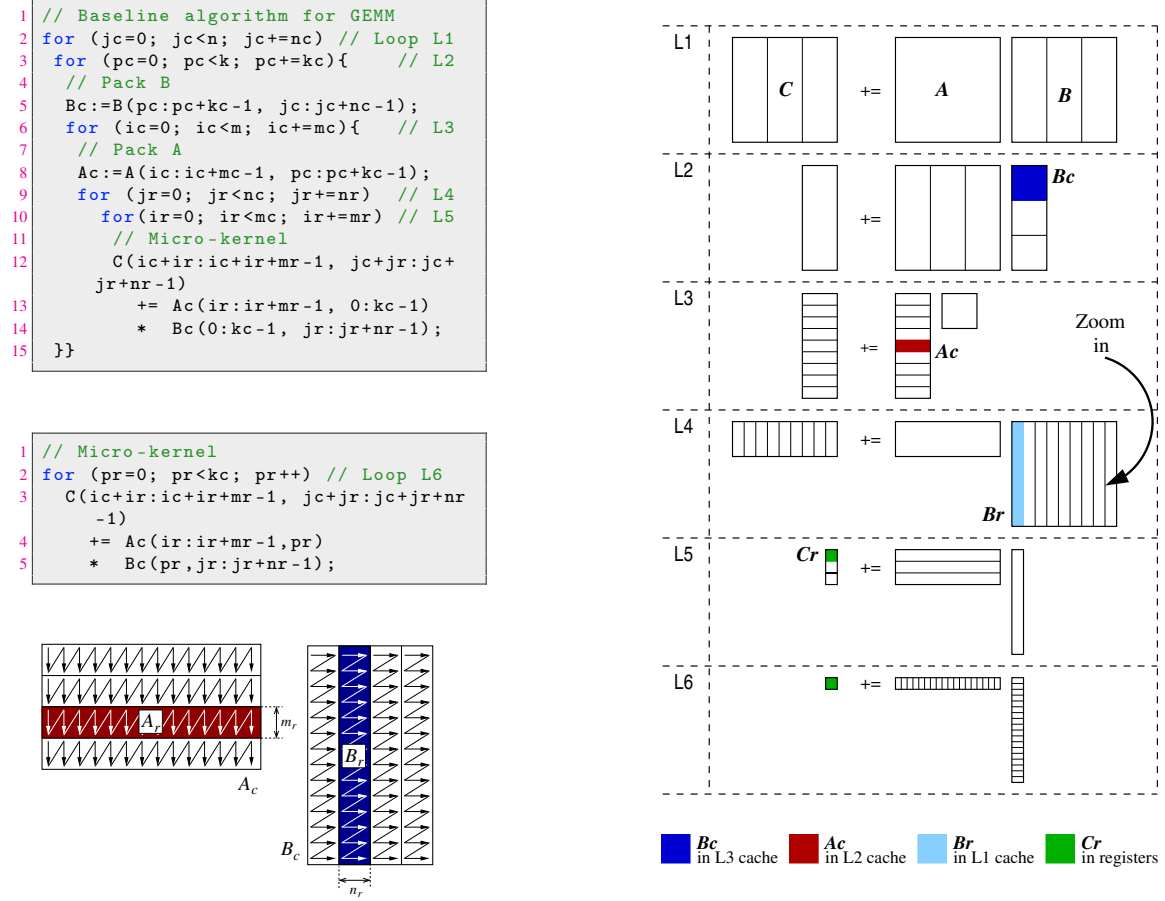 1 // Baseline algorithm for GEMM
2 for (jc=0; jc<n; jc+=nc) // Loop L1
3 for (pc=0; pc<k; pc+=kc){ // L2
4 // Pack B
5 Bc:=B(pc:pc+kc-1, jc:jc+nc-1);
6 for (ic=0; ic<m; ic+=mc){ // L3
7 // Pack A
8 Ac:=A(ic:ic+mc-1, pc:pc+kc-1);
9 for (jr=0; jr<nc; jr+=nr) // L4
10 for(ir=0; ir<mc; ir+=mr) // L5
11 // Micro-kernel
12 C(ic+ir:ic+ir+mr-1, jc+jr:jc+
jr+nr-1)
13 += Ac(ir:ir+mr-1, 0:kc-1)
14 * Bc(0:kc-1, jr:jr+nr-1);
15 }}
1 // Micro-kernel
2 for (pr=0; pr<kc; pr++) // Loop L6
3 C(ic+ir:ic+ir+mr-1, jc+jr:jc+jr+nr
-1)
4 += Ac(ir:ir+mr-1,pr)
5 * Bc(pr,jr:jr+nr-1);
A_r
m_r
A_c
B_r
B_c
n_r
L1
C += A B
L2
+= Bc
L3
+= Ac
Zoom
in
L4
+=
Br
L5
Cr +=
L6
+=
Bc
in L3 cache
Ac
in L2 cache
Br
in L1 cache
Cr
in registers